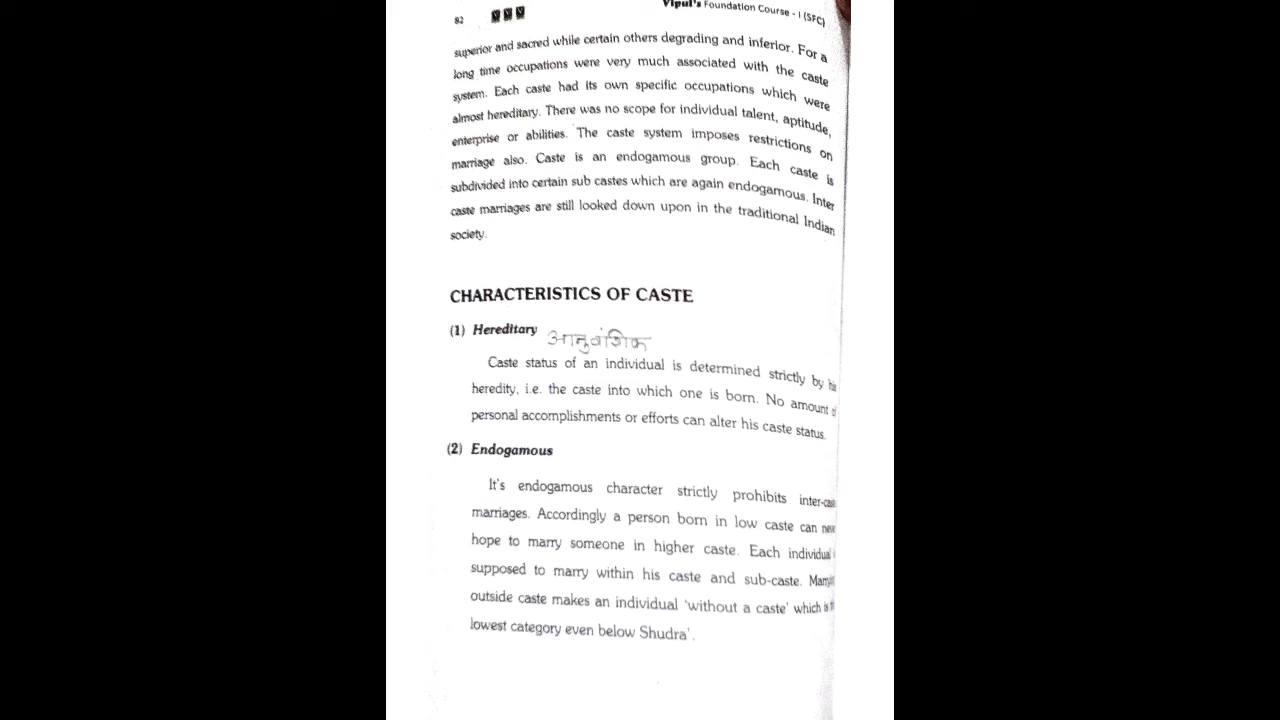 82
Vipul's Foundation Course - I (SFC)
superior and sacred while certain others degrading and inferior. For a
long time occupations were very much associated with the caste
system. Each caste had its own specific occupations which were
almost hereditary. There was no scope for individual talent, aptitude,
enterprise or abilities. The caste system imposes restrictions on
marriage also. Caste is an endogamous group. Each caste is
subdivided into certain sub castes which are again endogamous. Inter
caste marriages are still looked down upon in the traditional Indian
society.
CHARACTERISTICS OF CASTE
(1) Hereditary आनुवंशिक
Caste status of an individual is determined strictly by his
heredity, i.e. the caste into which one is born. No amount of
personal accomplishments or efforts can alter his caste status.
(2) Endogamous
It's endogamous character strictly prohibits inter-
marriages. Accordingly a person born in low caste can
hope to marry someone in higher caste. Each individual
supposed to marry within his caste and sub-caste.
outside caste makes an individual 'without a caste' which is
lowest category even below Shudra'.